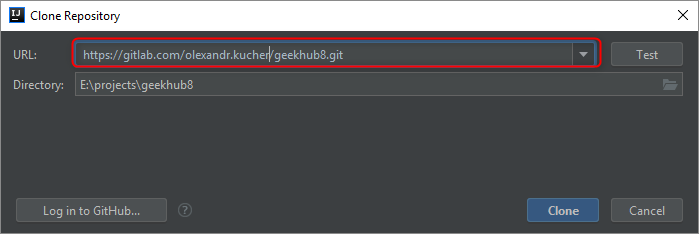 IJ Clone Repository
URL: https://gitlab.com/olexandr.kucher/geekhub8.git Test
Directory: E:\projects\geekhub8
Log in to GitHub... ? Clone Cancel